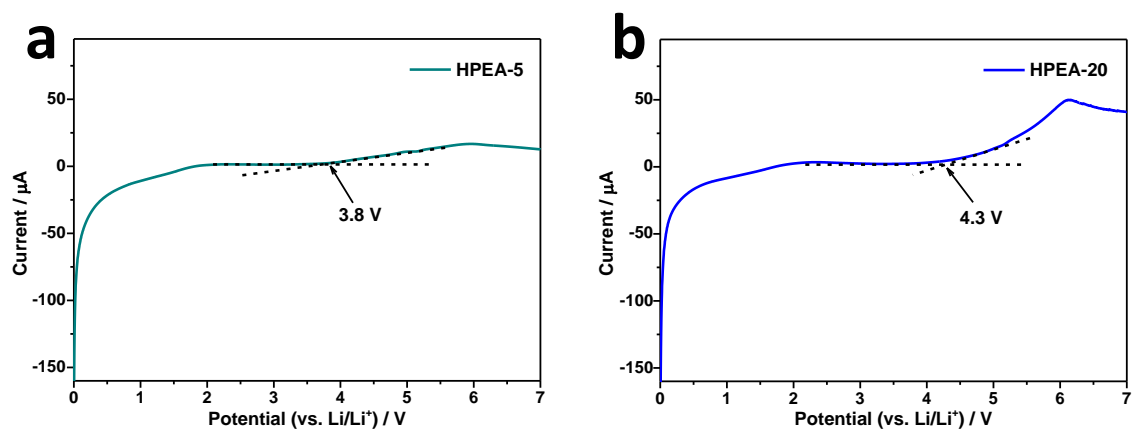 a
HPEA-5
50
0
-50
-100
-150
Current / μA
3.8 V
0 1 2 3 4 5 6 7
Potential (vs. Li/Li⁺) / V
b
HPEA-20
50
0
-50
-100
-150
Current / μA
4.3 V
0 1 2 3 4 5 6 7
Potential (vs. Li/Li⁺) / V